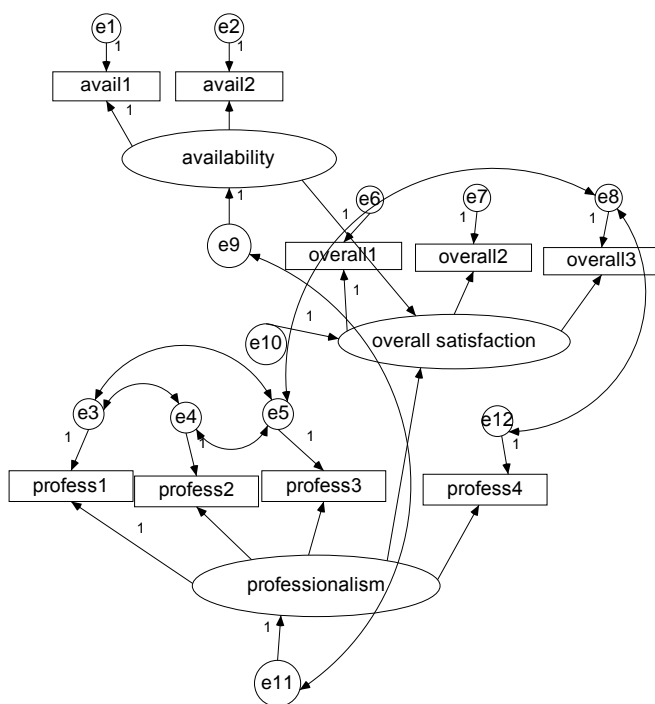 e1 e2
1 1
avail1 avail2
1
availability
e6 e7 e8
1 1 1 1
e9
overall1 overall2 overall3
1
1
e10
overall satisfaction
e3 e4 e5 e12
1 1 1 1
profess1 profess2 profess3 profess4
1
professionalism
1
e11